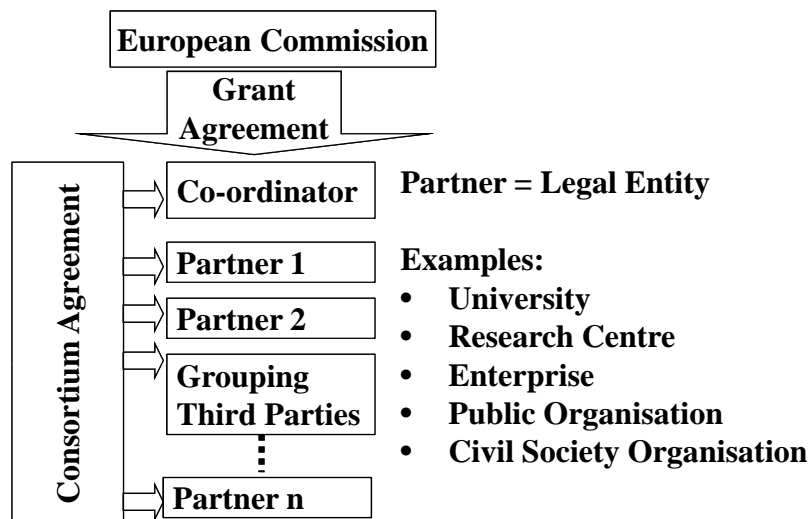 European Commission
Grant
Agreement
Consortium Agreement
Co-ordinator
Partner 1
Partner 2
Grouping
Third Parties
Partner n
Partner = Legal Entity
Examples:
• University
• Research Centre
• Enterprise
• Public Organisation
• Civil Society Organisation